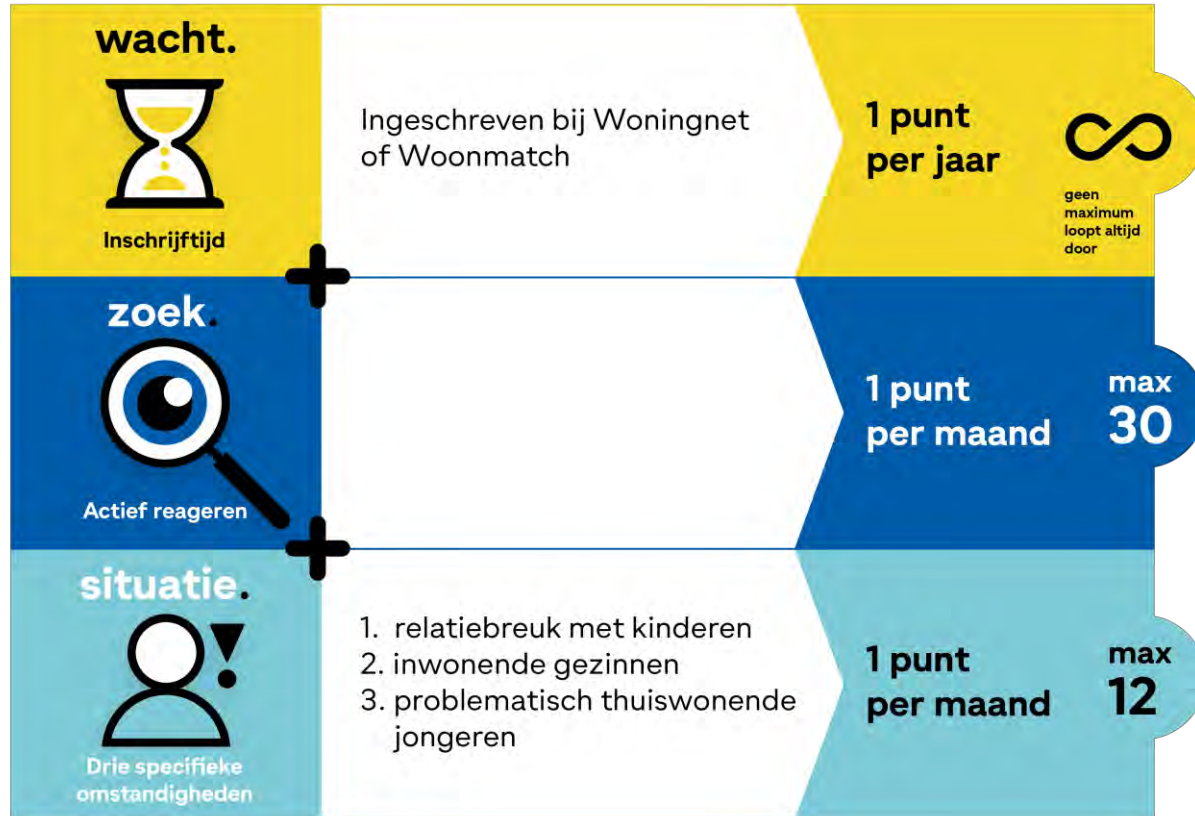 wacht.
Inschrijftijd
Ingeschreven bij Woningnet
of Woonmatch
1 punt
per jaar
geen
maximum
loopt altijd
door
zoek.
Actief reageren
1 punt
per maand
max
30
situatie.
Drie specifieke
omstandigheden
1. relatiebreuk met kinderen
2. inwonende gezinnen
3. problematisch thuiswonende
jongeren
1 punt
per maand
max
12